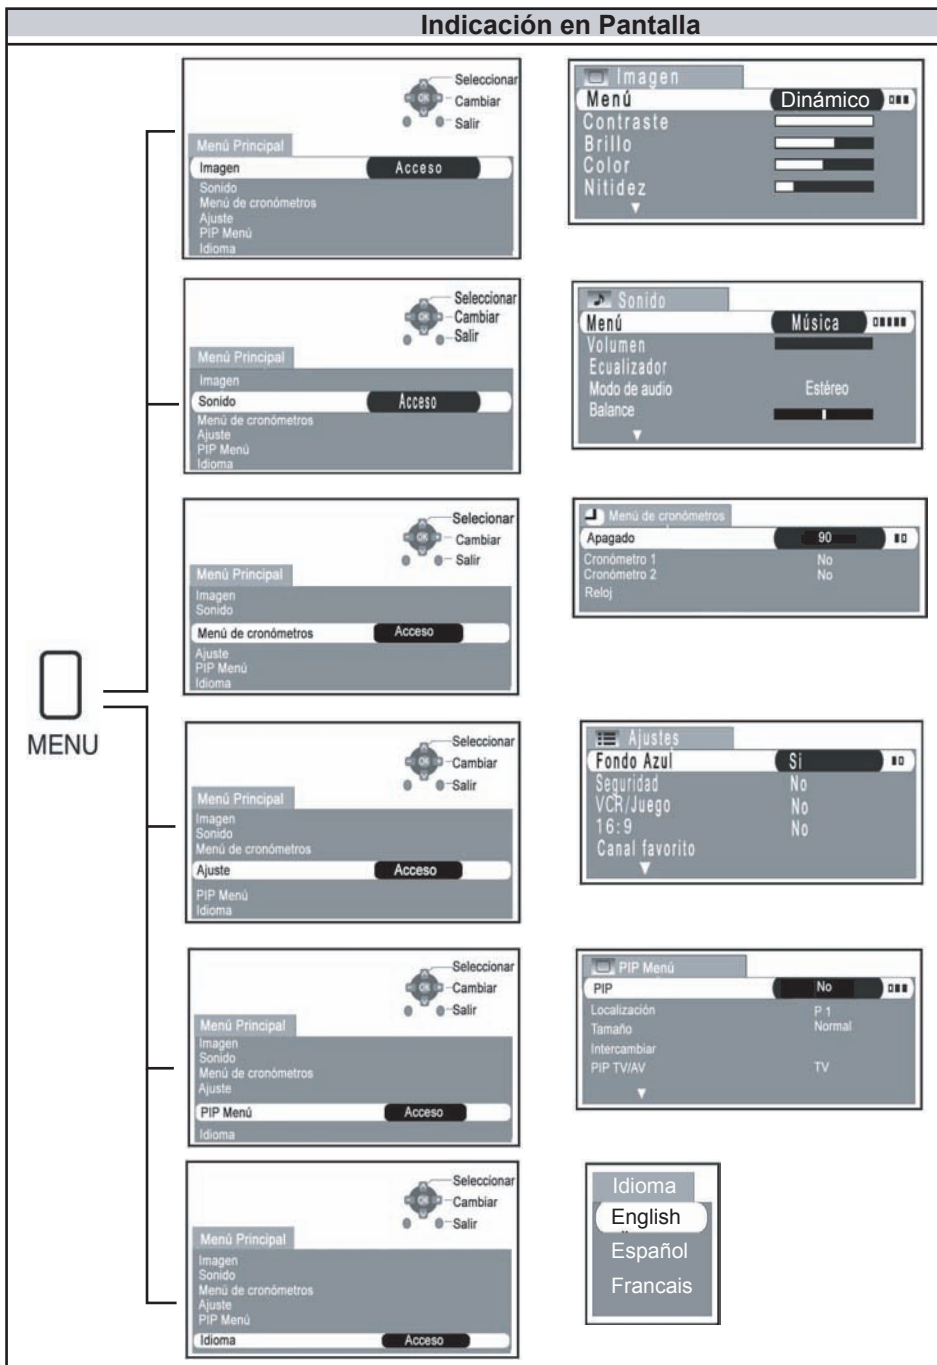 Indicación en Pantalla
Seleccionar
Cambiar
OK
Salir
Menú Principal
Imagen Acceso
Sonido
Menú de cronómetros
Ajuste
PIP Menú
Idioma
Imagen
Menú Dinámico
Contraste
Brillo
Color
Nitidez
Seleccionar
Cambiar
OK
Salir
Menú Principal
Imagen
Sonido Acceso
Menú de cronómetros
Ajuste
PIP Menú
Idioma
Sonido
Menú Música
Volumen
Ecualizador
Modo de audio Estéreo
Balance
Selecionar
Cambiar
OK
Salir
Menú Principal
Imagen
Sonido
Menú de cronómetros Acceso
Ajuste
PIP Menú
Idioma
Menú de cronómetros
Apagado 90
Cronómetro 1 No
Cronómetro 2 No
Reloj
MENU
Seleccionar
Cambiar
OK
Salir
Menú Principal
Imagen
Sonido
Menú de cronómetros
Ajuste Acceso
PIP Menú
Idioma
Ajustes
Fondo Azul Si
Seguridad No
VCR/Juego No
16:9 No
Canal favorito
Seleccionar
Cambiar
OK
Salir
Menú Principal
Imagen
Sonido
Menú de cronómetros
Ajuste
PIP Menú Acceso
Idioma
PIP Menú
PIP No
Localización P 1
Tamaño Normal
Intercambiar
PIP TV/AV TV
Seleccionar
Cambiar
OK
Salir
Menú Principal
Imagen
Sonido
Menú de cronómetros
Ajuste
PIP Menú
Idioma Acceso
Idioma
English
Español
Francais